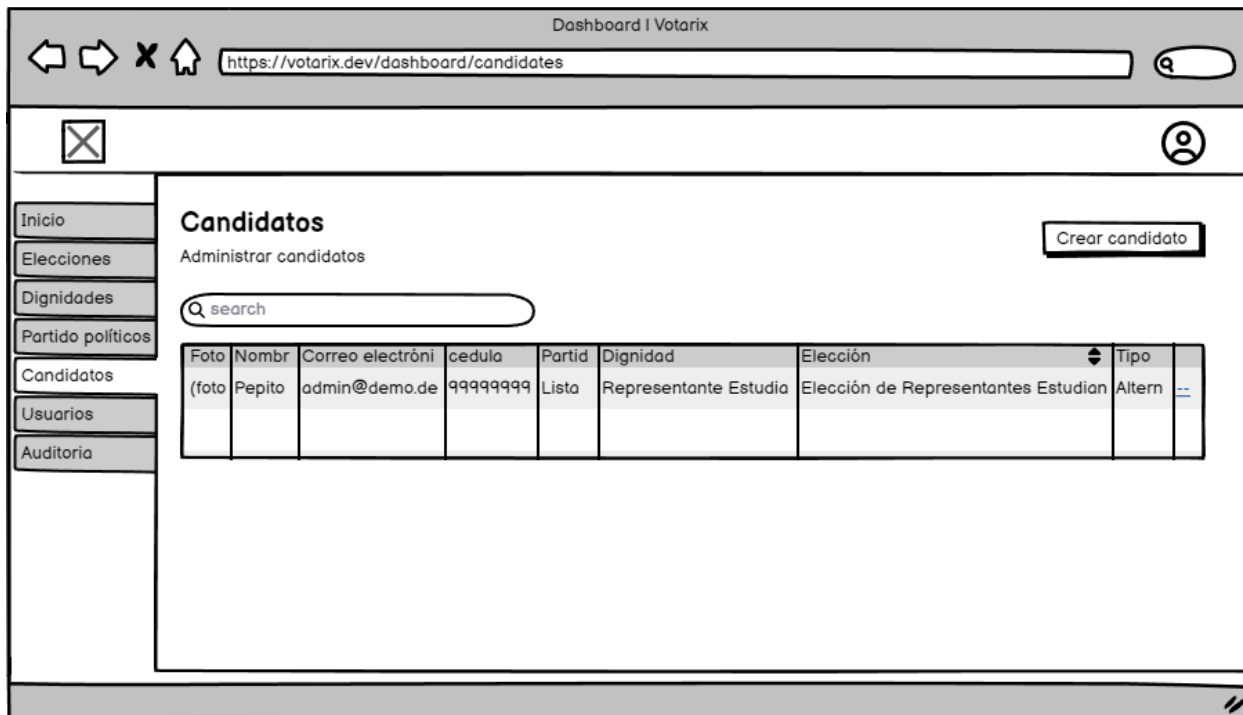 Dashboard | Votarix
https://votarix.dev/dashboard/candidates
Inicio
Elecciones
Dignidades
Partido políticos
Candidatos
Usuarios
Auditoria
Candidatos
Administrar candidatos
Crear candidato
search
Foto Nombr Correo electróni cedula Partid Dignidad Elección Tipo
(foto Pepito admin@demo.de 99999999 Lista Representante Estudia Elección de Representantes Estudian Altern --